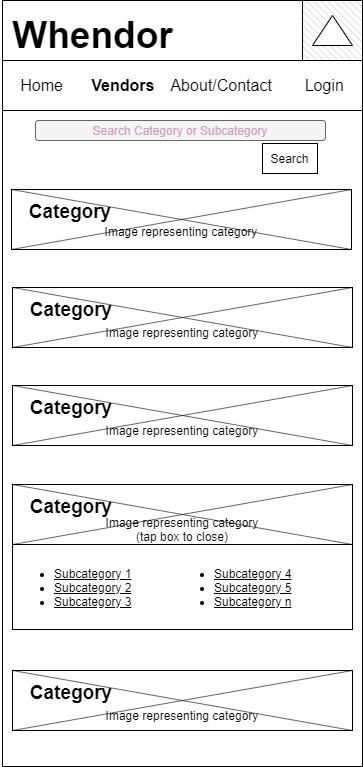 Whendor
Home Vendors About/Contact Login
Search Category or Subcategory
Search
Category
Image representing category
Category
Image representing category
Category
Image representing category
Category
Image representing category
(tap box to close)
Subcategory 1
Subcategory 2
Subcategory 3
Subcategory 4
Subcategory 5
Subcategory n
Category
Image representing category